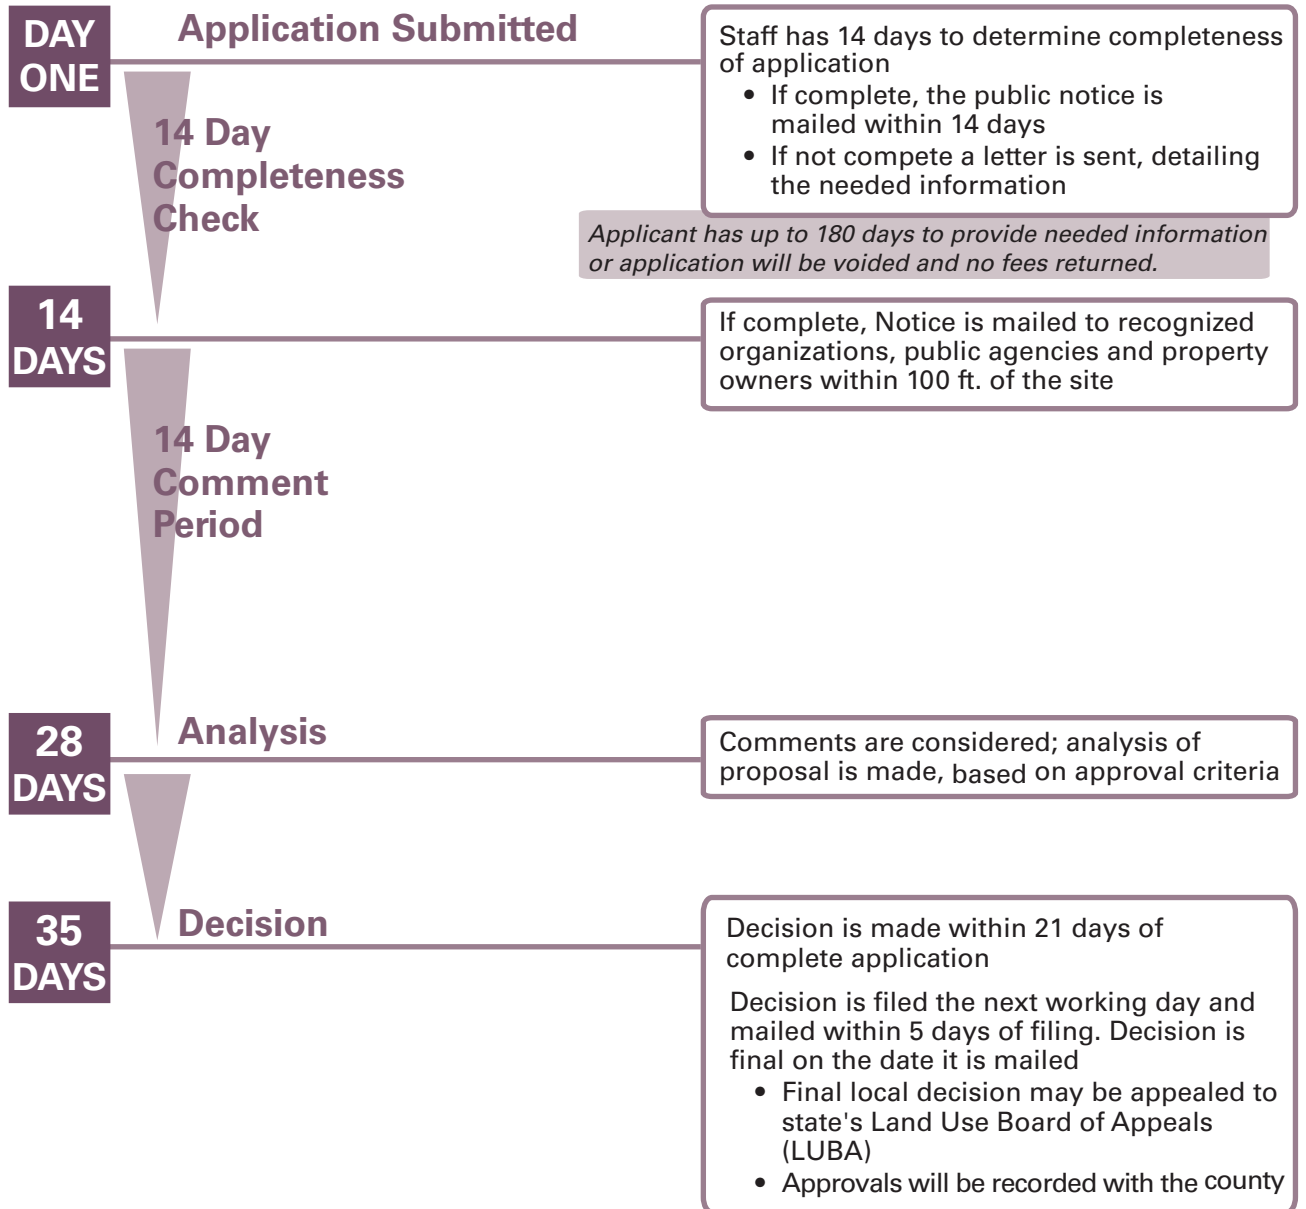 DAY
ONE
Application Submitted
Staff has 14 days to determine completeness
of application
• If complete, the public notice is
mailed within 14 days
• If not compete a letter is sent, detailing
the needed information
14 Day
Completeness
Check
Applicant has up to 180 days to provide needed information
or application will be voided and no fees returned.
14
DAYS
If complete, Notice is mailed to recognized
organizations, public agencies and property
owners within 100 ft. of the site
14 Day
Comment
Period
28
DAYS
Analysis
Comments are considered; analysis of
proposal is made, based on approval criteria
35
DAYS
Decision
Decision is made within 21 days of
complete application
Decision is filed the next working day and
mailed within 5 days of filing. Decision is
final on the date it is mailed
• Final local decision may be appealed to
state's Land Use Board of Appeals
(LUBA)
• Approvals will be recorded with the county